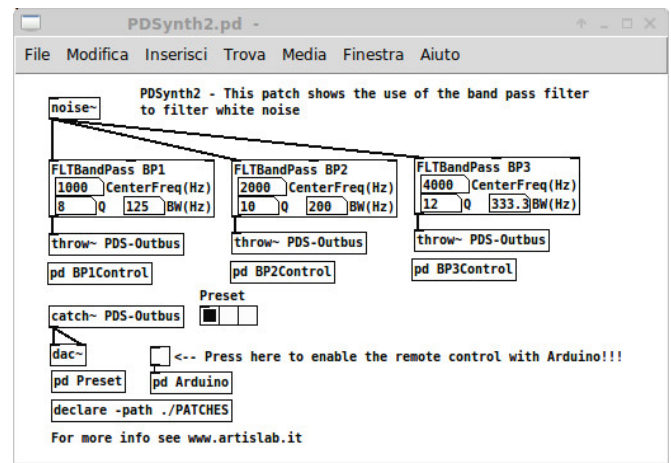 PDSynth2.pd -
File Modifica Inserisci Trova Media Finestra Aiuto
PDSynth2 - This patch shows the use of the band pass filter
to filter white noise
noise~
FLTBandPass BP1
1000 CenterFreq(Hz)
8 Q 125 BW(Hz)
FLTBandPass BP2
2000 CenterFreq(Hz)
10 Q 200 BW(Hz)
FLTBandPass BP3
4000 CenterFreq(Hz)
12 Q 333.3 BW(Hz)
throw~ PDS-Outbus
throw~ PDS-Outbus
throw~ PDS-Outbus
pd BP1Control
pd BP2Control
pd BP3Control
Preset
catch~ PDS-Outbus
dac~
<-- Press here to enable the remote control with Arduino!!!
pd Preset
pd Arduino
declare -path ./PATCHES
For more info see www.artislab.it